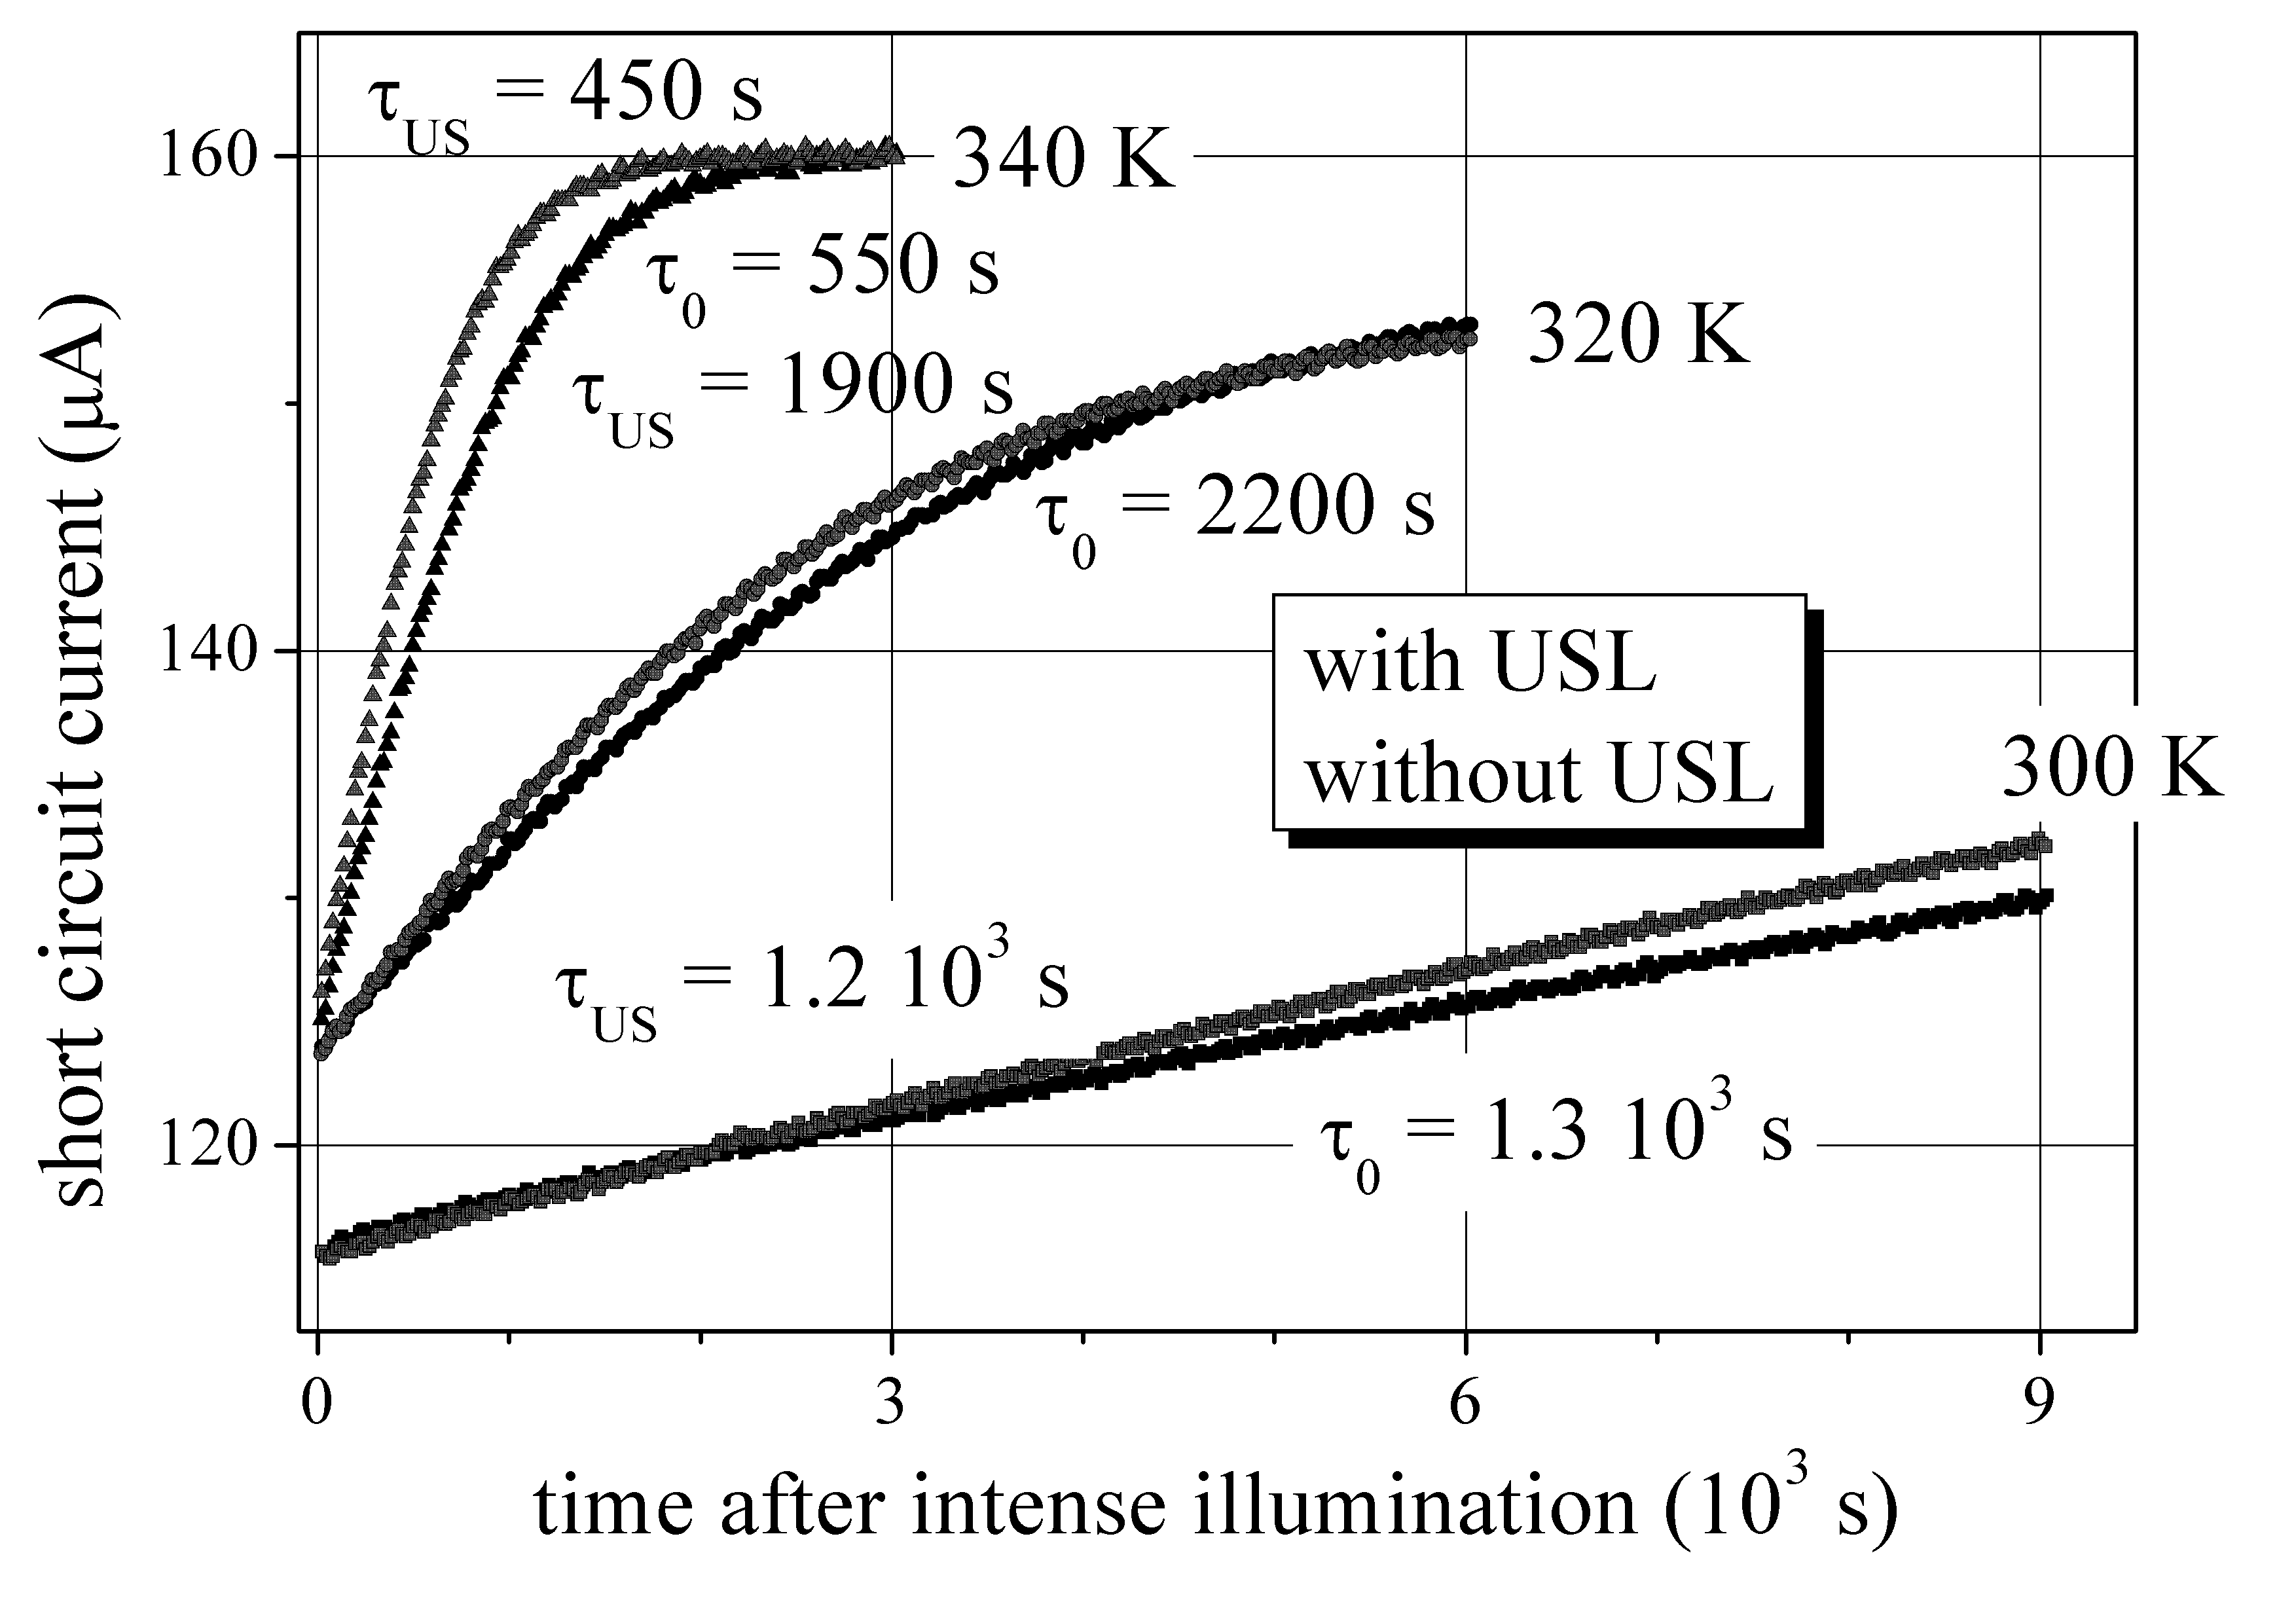 τUS = 450 s
160
340 K
τ0 = 550 s
320 K
τUS = 1900 s
τ0 = 2200 s
140
with USL
without USL
300 K
τUS = 1.2 10³ s
τ0 = 1.3 10³ s
120
short circuit current (μA)
0 3 6 9
time after intense illumination (10³ s)